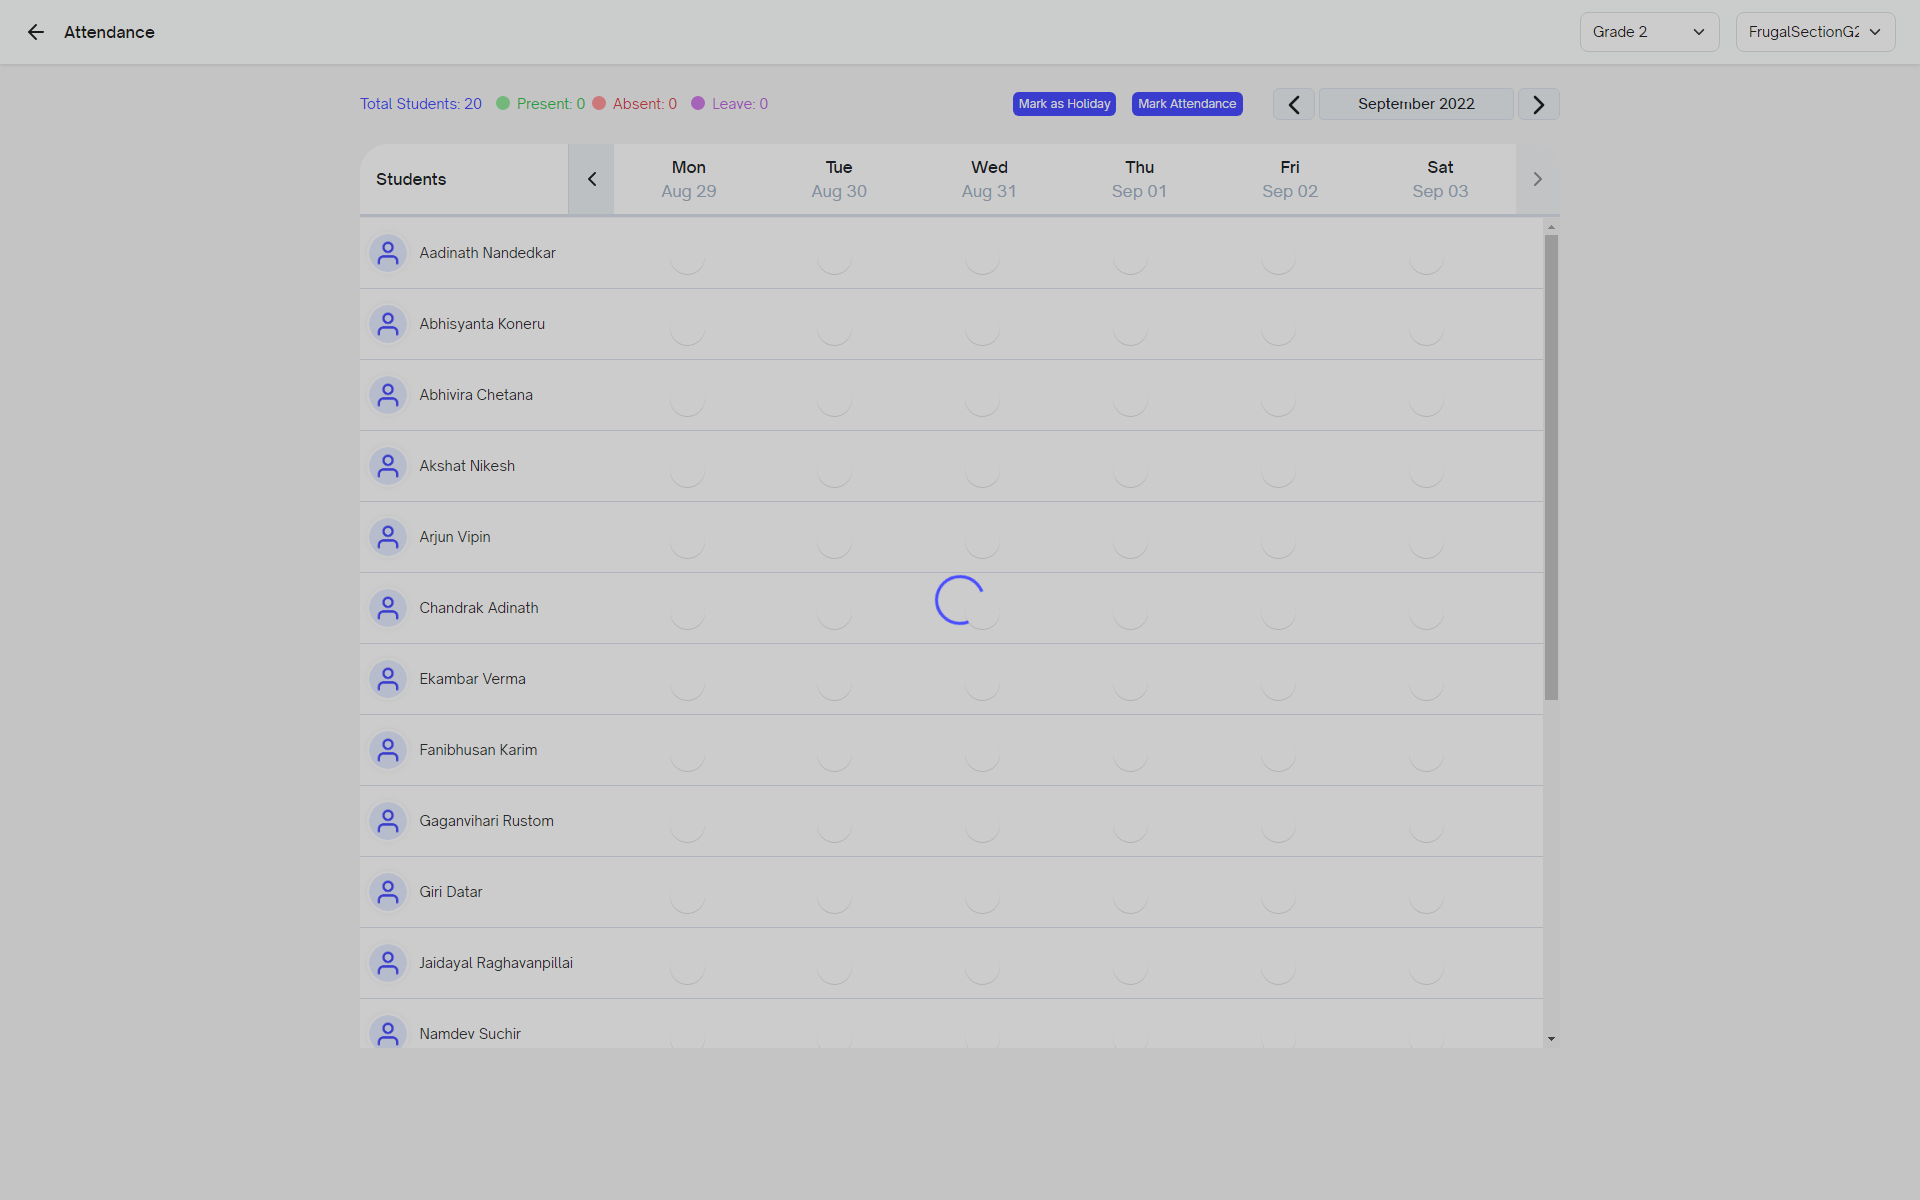 Attendance
Grade 2
FrugalSectionG2
Total Students: 20 Present: 0 Absent: 0 Leave: 0
Mark as Holiday
Mark Attendance
September 2022
Students
Mon Tue Wed Thu Fri Sat
Aug 29 Aug 30 Aug 31 Sep 01 Sep 02 Sep 03
Aadinath Nandedkar
Abhisyanta Koneru
Abhivira Chetana
Akshat Nikesh
Arjun Vipin
Chandrak Adinath
Ekambar Verma
Fanibhusan Karim
Gaganvihari Rustom
Giri Datar
Jaidayal Raghavanpillai
Namdev Suchir